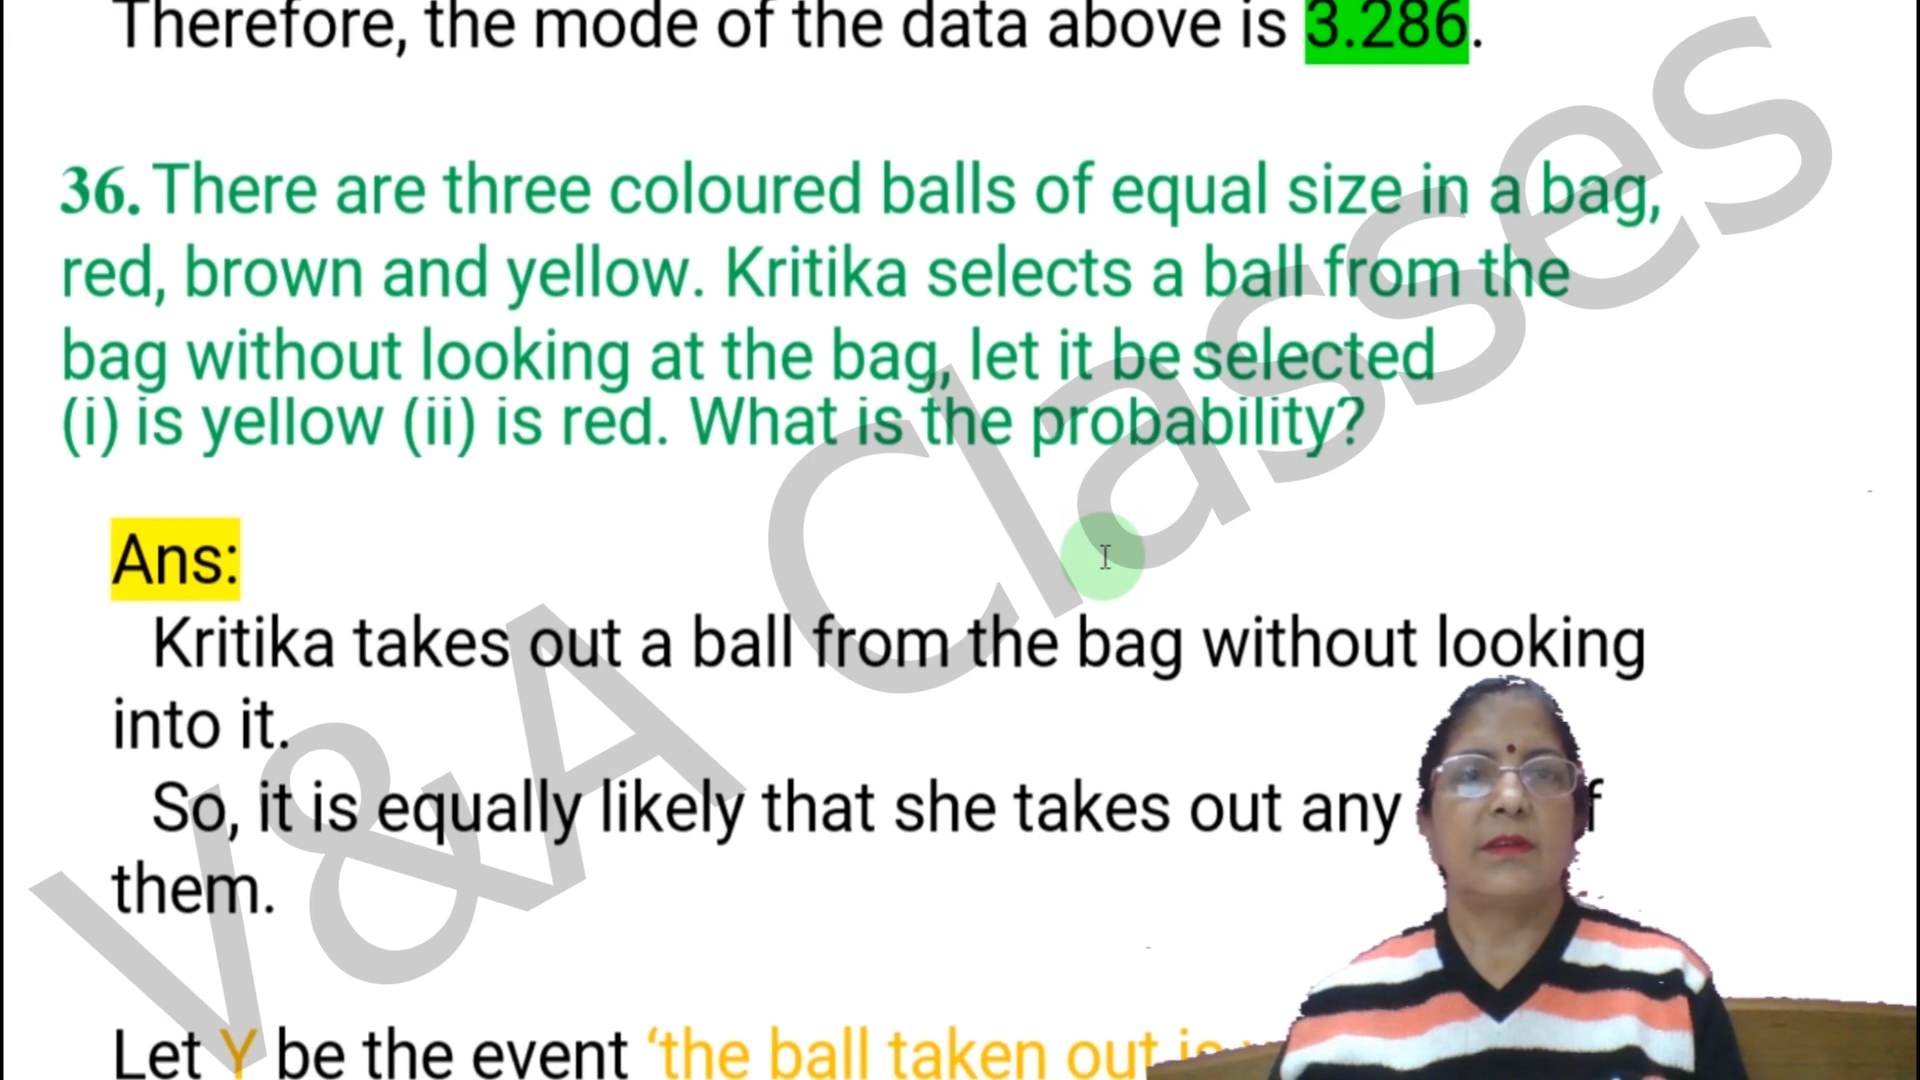 Therefore, the mode of the data above is 3.286.
36. There are three coloured balls of equal size in a bag,
red, brown and yellow. Kritika selects a ball from the
bag without looking at the bag, let it be selected
(i) is yellow (ii) is red. What is the probability?
Ans:
Kritika takes out a ball from the bag without looking
into it.
So, it is equally likely that she takes out any
them.
Let Y be the event ‘the ball taken out is
V&A Classes